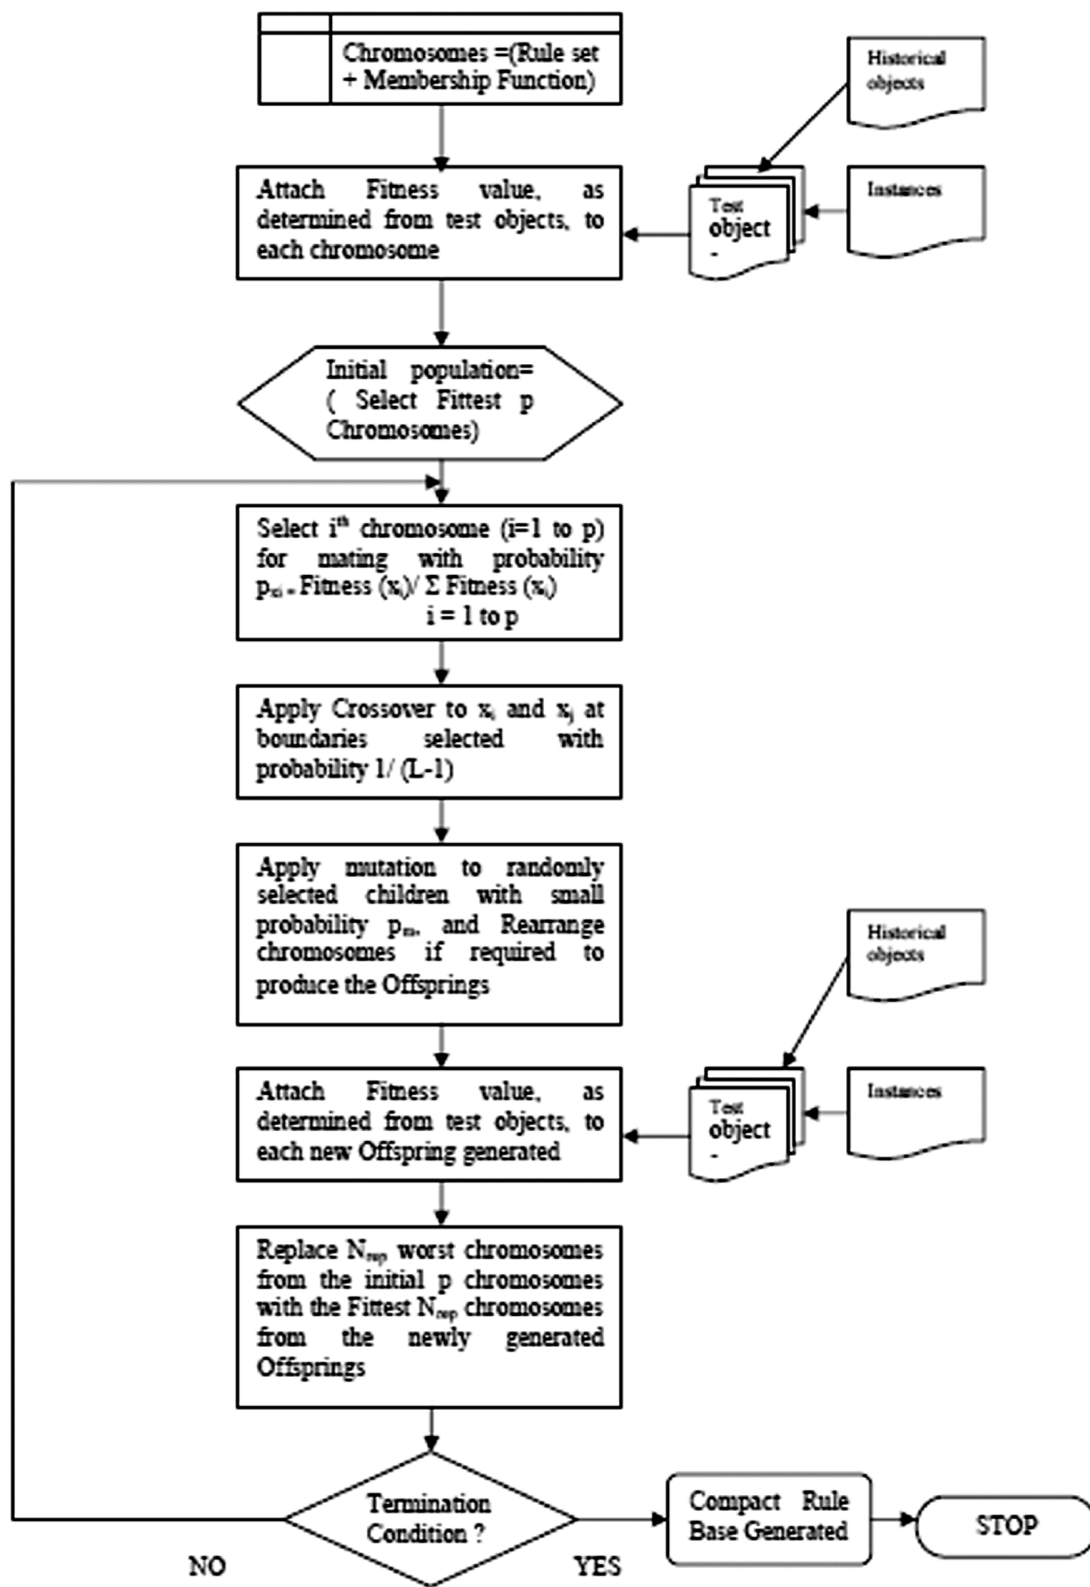 Chromosomes =(Rule set
+ Membership Function)
Historical
objects
Attach Fitness value, as
determined from test objects, to
each chromosome
Test
object
-
Instances
Initial population=
( Select Fittest p
Chromosomes)
Select iᵗʰ chromosome (i=1 to p)
for mating with probability
pₓᵢ = Fitness (xᵢ)/ Σ Fitness (xᵢ)
i = 1 to p
Apply Crossover to xᵢ and xⱼ at
boundaries selected with
probability 1/ (L-1)
Apply mutation to randomly
selected children with small
probability pₘ, and Rearrange
chromosomes if required to
produce the Offsprings
Historical
objects
Attach Fitness value, as
determined from test objects, to
each new Offspring generated
Test
object
-
Instances
Replace worst chromosomes
from the initial p chromosomes
with the Fittest chromosomes
from the newly generated
Offsprings
Termination
Condition ?
Compact Rule
Base Generated
STOP
NO
YES